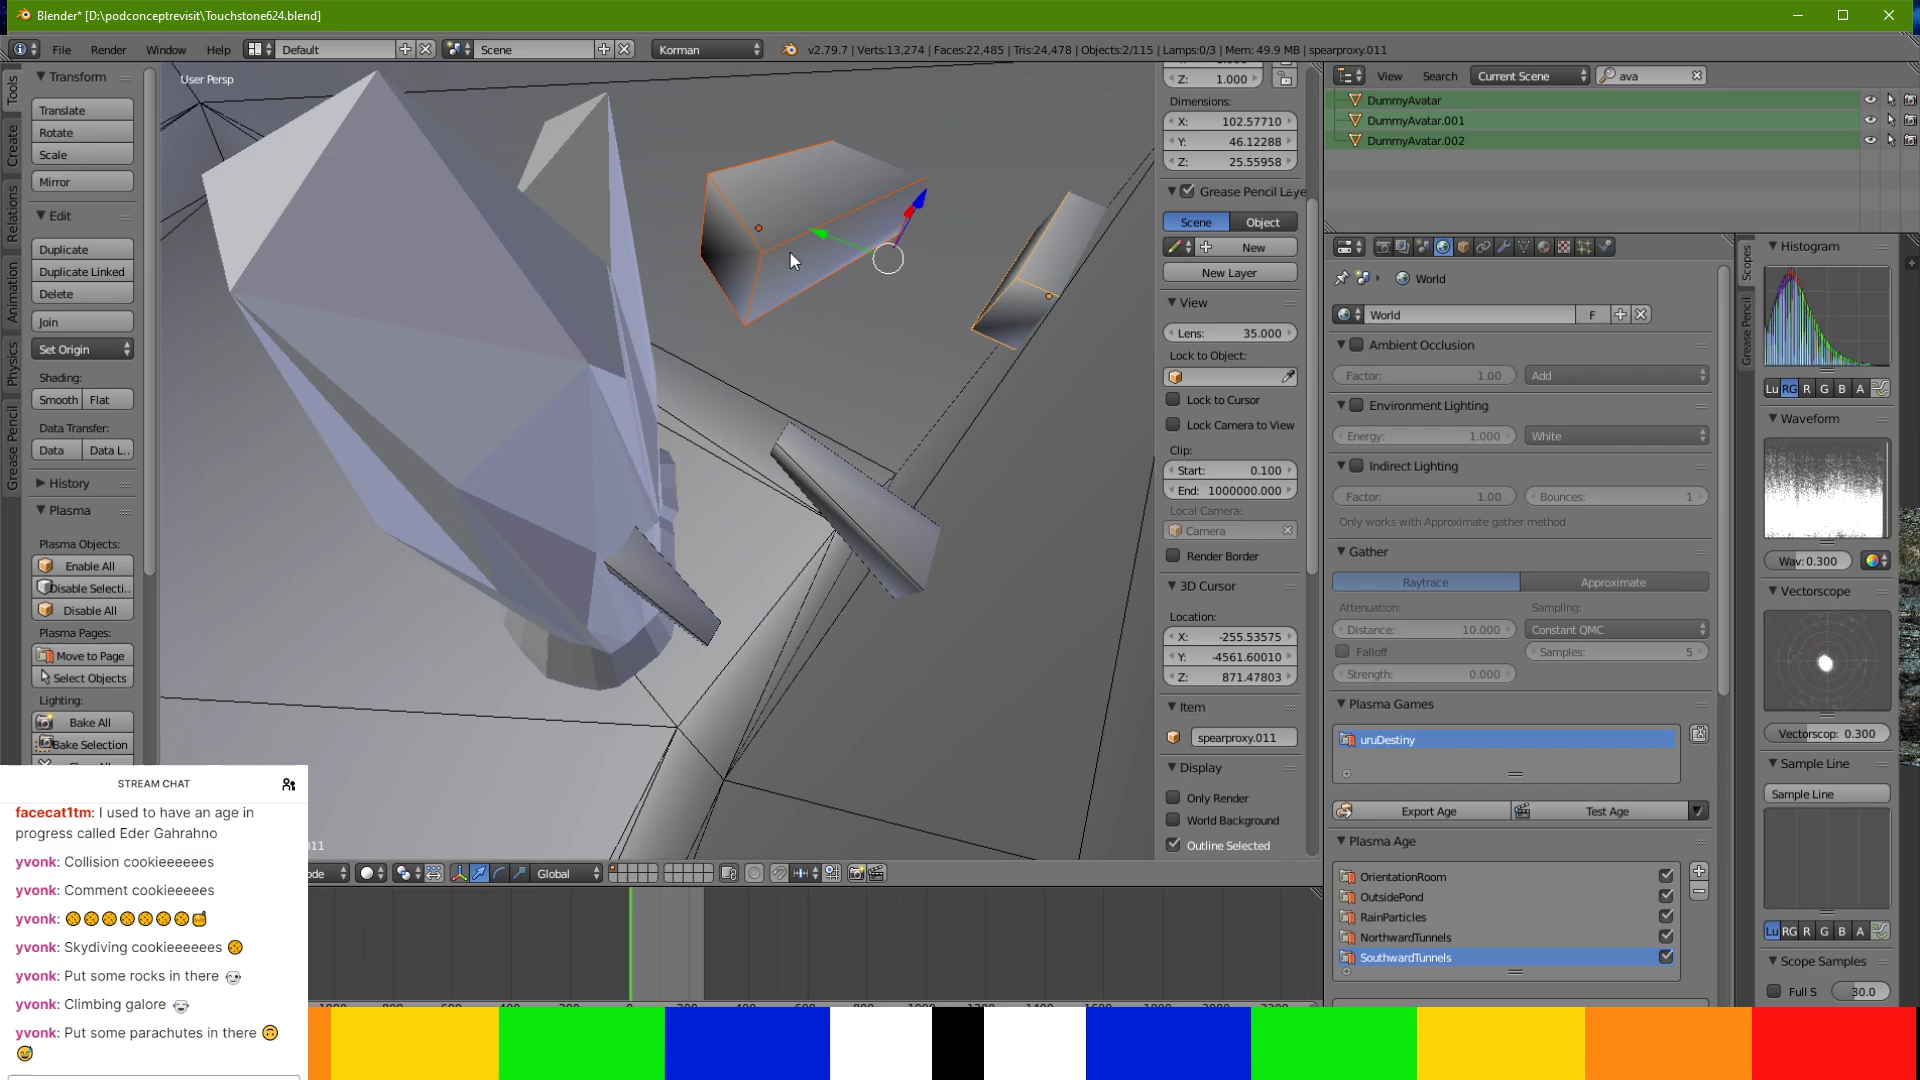 Blender* [D:\podconceptrevisit\Touchstone624.blend]
File Render Window Help Default Scene Korman v2.79.7 | Verts:13,274 | Faces:22,485 | Tris:24,478 | Objects:2/115 | Lamps:0/3 | Mem: 49.9 MB | spearproxy.011
Tools
Create
Relations
Animation
Physics
Grease Pencil
Transform
Translate
Rotate
Scale
Mirror
Edit
Duplicate
Duplicate Linked
Delete
Join
Set Origin
Shading:
Smooth Flat
Data Transfer:
Data Data L..
History
Plasma
Plasma Objects:
Enable All
Disable Selecti..
Disable All
Plasma Pages:
Move to Page
Select Objects
Lighting:
Bake All
Bake Selection
User Persp
Z: 1.000
Dimensions:
X: 102.57710
Y: 46.12288
Z: 25.55958
Grease Pencil Laye
Scene Object
New
New Layer
View
Lens: 35.000
Lock to Object:
Lock to Cursor
Lock Camera to View
Clip:
Start: 0.100
End: 1000000.000
Local Camera:
Camera
Render Border
3D Cursor
Location:
X: -255.53575
Y: -4561.60010
Z: 871.47803
Item
spearproxy.011
Display
Only Render
World Background
Outline Selected
View Search Current Scene ava
DummyAvatar
DummyAvatar.001
DummyAvatar.002
World
World F
Ambient Occlusion
Factor: 1.00 Add
Environment Lighting
Energy: 1.000 White
Indirect Lighting
Factor: 1.00 Bounces: 1
Only works with Approximate gather method
Gather
Raytrace Approximate
Attenuation: Sampling:
Distance: 10.000 Constant QMC
Falloff Samples: 5
Strength: 0.000
Plasma Games
uruDestiny
Export Age Test Age
Plasma Age
OrientationRoom
OutsidePond
RainParticles
NorthwardTunnels
SouthwardTunnels
Scopes
Grease Pencil
Histogram
Lu RG R G B A
Waveform
Wav: 0.300
Vectorscope
Vectorscop: 0.300
Sample Line
Sample Line
Lu RG R G B A
Scope Samples
Full S 30.0
011
ode Global
STREAM CHAT
facecat1tm: I used to have an age in
progress called Eder Gahrahno
yvonk: Collision cookieeeeees
yvonk: Comment cookieeeees
yvonk: 🍪🍪🍪🍪🍪🍪🍪🍯
yvonk: Skydiving cookieeeeees 🍪
yvonk: Put some rocks in there
yvonk: Climbing galore
yvonk: Put some parachutes in there 🙃
😅